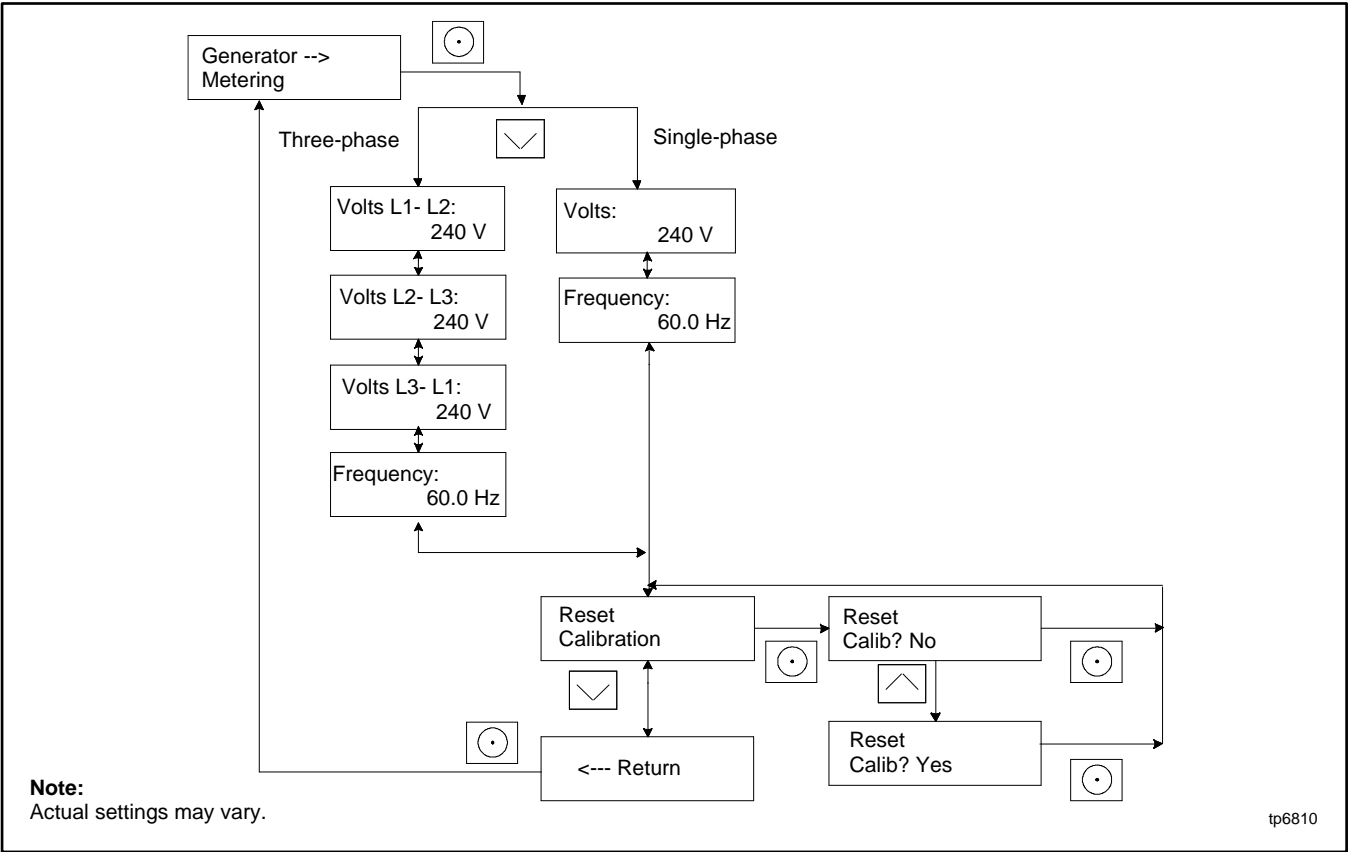 Generator -->
Metering
Three-phase
Single-phase
Volts L1- L2:
240 V
Volts L2- L3:
240 V
Volts L3- L1:
240 V
Frequency:
60.0 Hz
Volts:
240 V
Frequency:
60.0 Hz
Reset
Calibration
Reset
Calib? No
Reset
Calib? Yes
<--- Return
Note:
Actual settings may vary.
tp6810